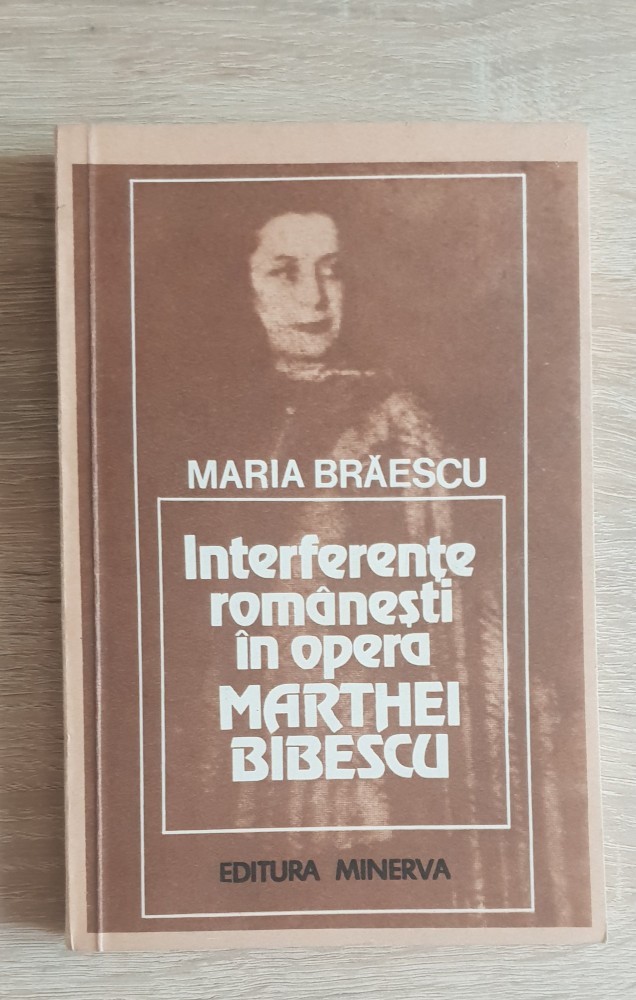 MARIA BRĂESCU
Interferențe
românești
în opera
MARTHEI
BIBESCU
EDITURA MINERVA